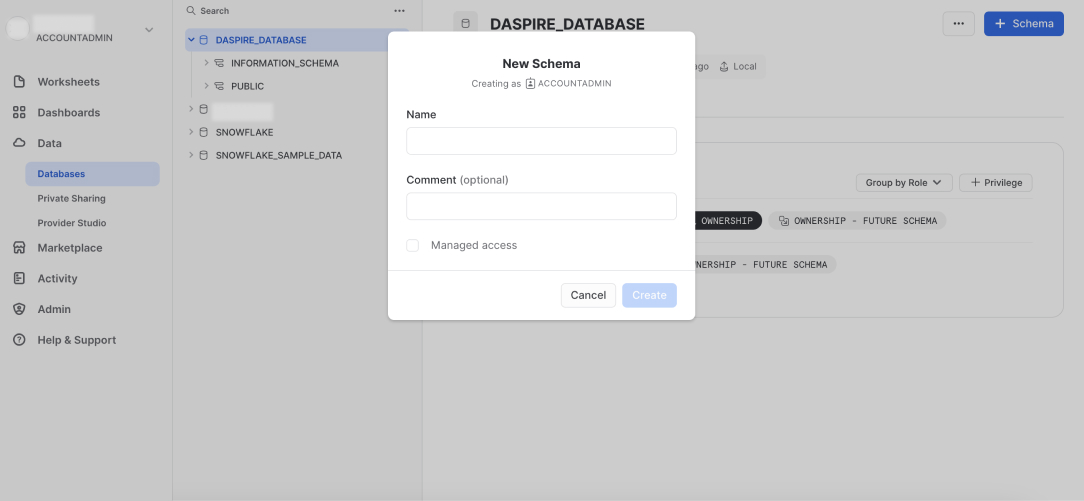 ACCOUNTADMIN
Worksheets
Dashboards
Data
Databases
Private Sharing
Provider Studio
Marketplace
Activity
Admin
Help & Support
Search
DASPIRE_DATABASE
INFORMATION_SCHEMA
PUBLIC
SNOWFLAKE
SNOWFLAKE_SAMPLE_DATA
DASPIRE_DATABASE
Schema
ago
Local
Group by Role
Privilege
OWNERSHIP
OWNERSHIP - FUTURE SCHEMA
NERSHIP - FUTURE SCHEMA
New Schema
Creating as ACCOUNTADMIN
Name
Comment (optional)
Managed access
Cancel
Create